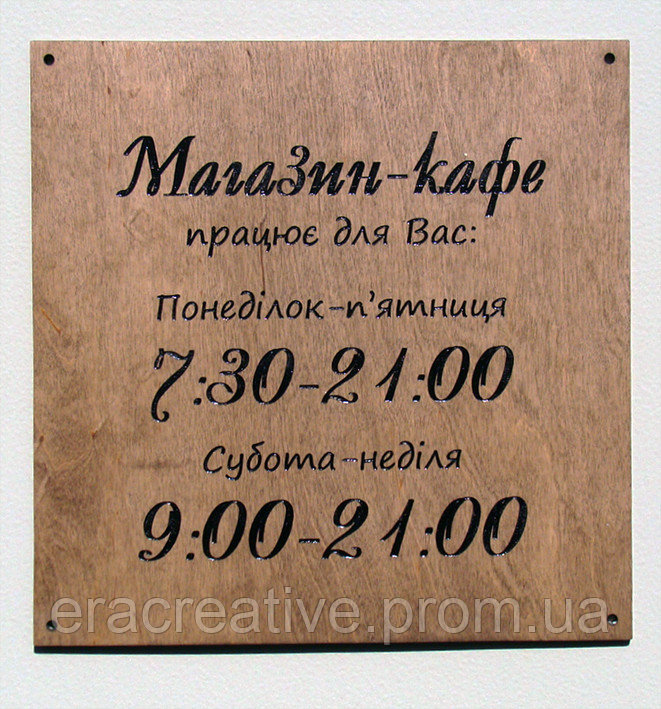 Магазин-кафе
працює для Вас:
Понеділок-п'ятниця
7:30-21:00
Субота-неділя
9:00-21:00
eracreative.prom.ua